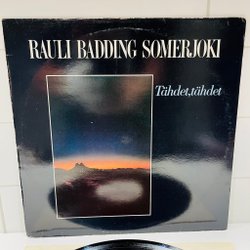 RAULI BADDING SOMERJOKI
Tähdet,tähdet